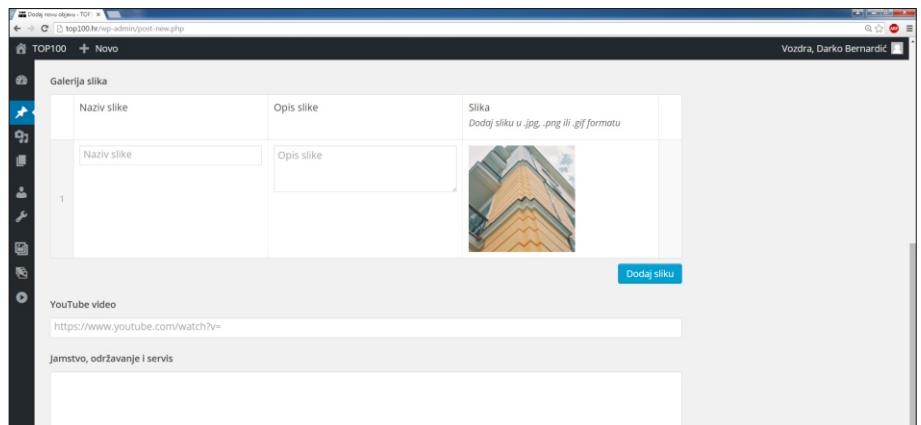 Dodaj novu objavu - TOP1
top100.hr/wp-admin/post-new.php
TOP100 + Novo
Vozdra, Darko Bernardić
Galerija slika
Naziv slike
Opis slike
Slika
Dodaj sliku u .jpg, .png ili .gif formatu
1
Naziv slike
Opis slike
Dodaj sliku
YouTube video
https://www.youtube.com/watch?v=
Jamstvo, održavanje i servis